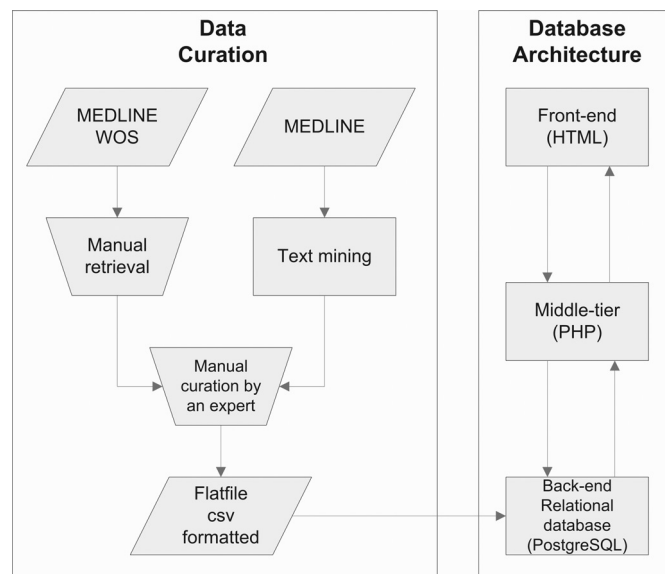 Data
Curation
MEDLINE
WOS
MEDLINE
Manual
retrieval
Text mining
Manual
curation by
an expert
Flatfile
csv
formatted
Database
Architecture
Front-end
(HTML)
Middle-tier
(PHP)
Back-end
Relational
database
(PostgreSQL)